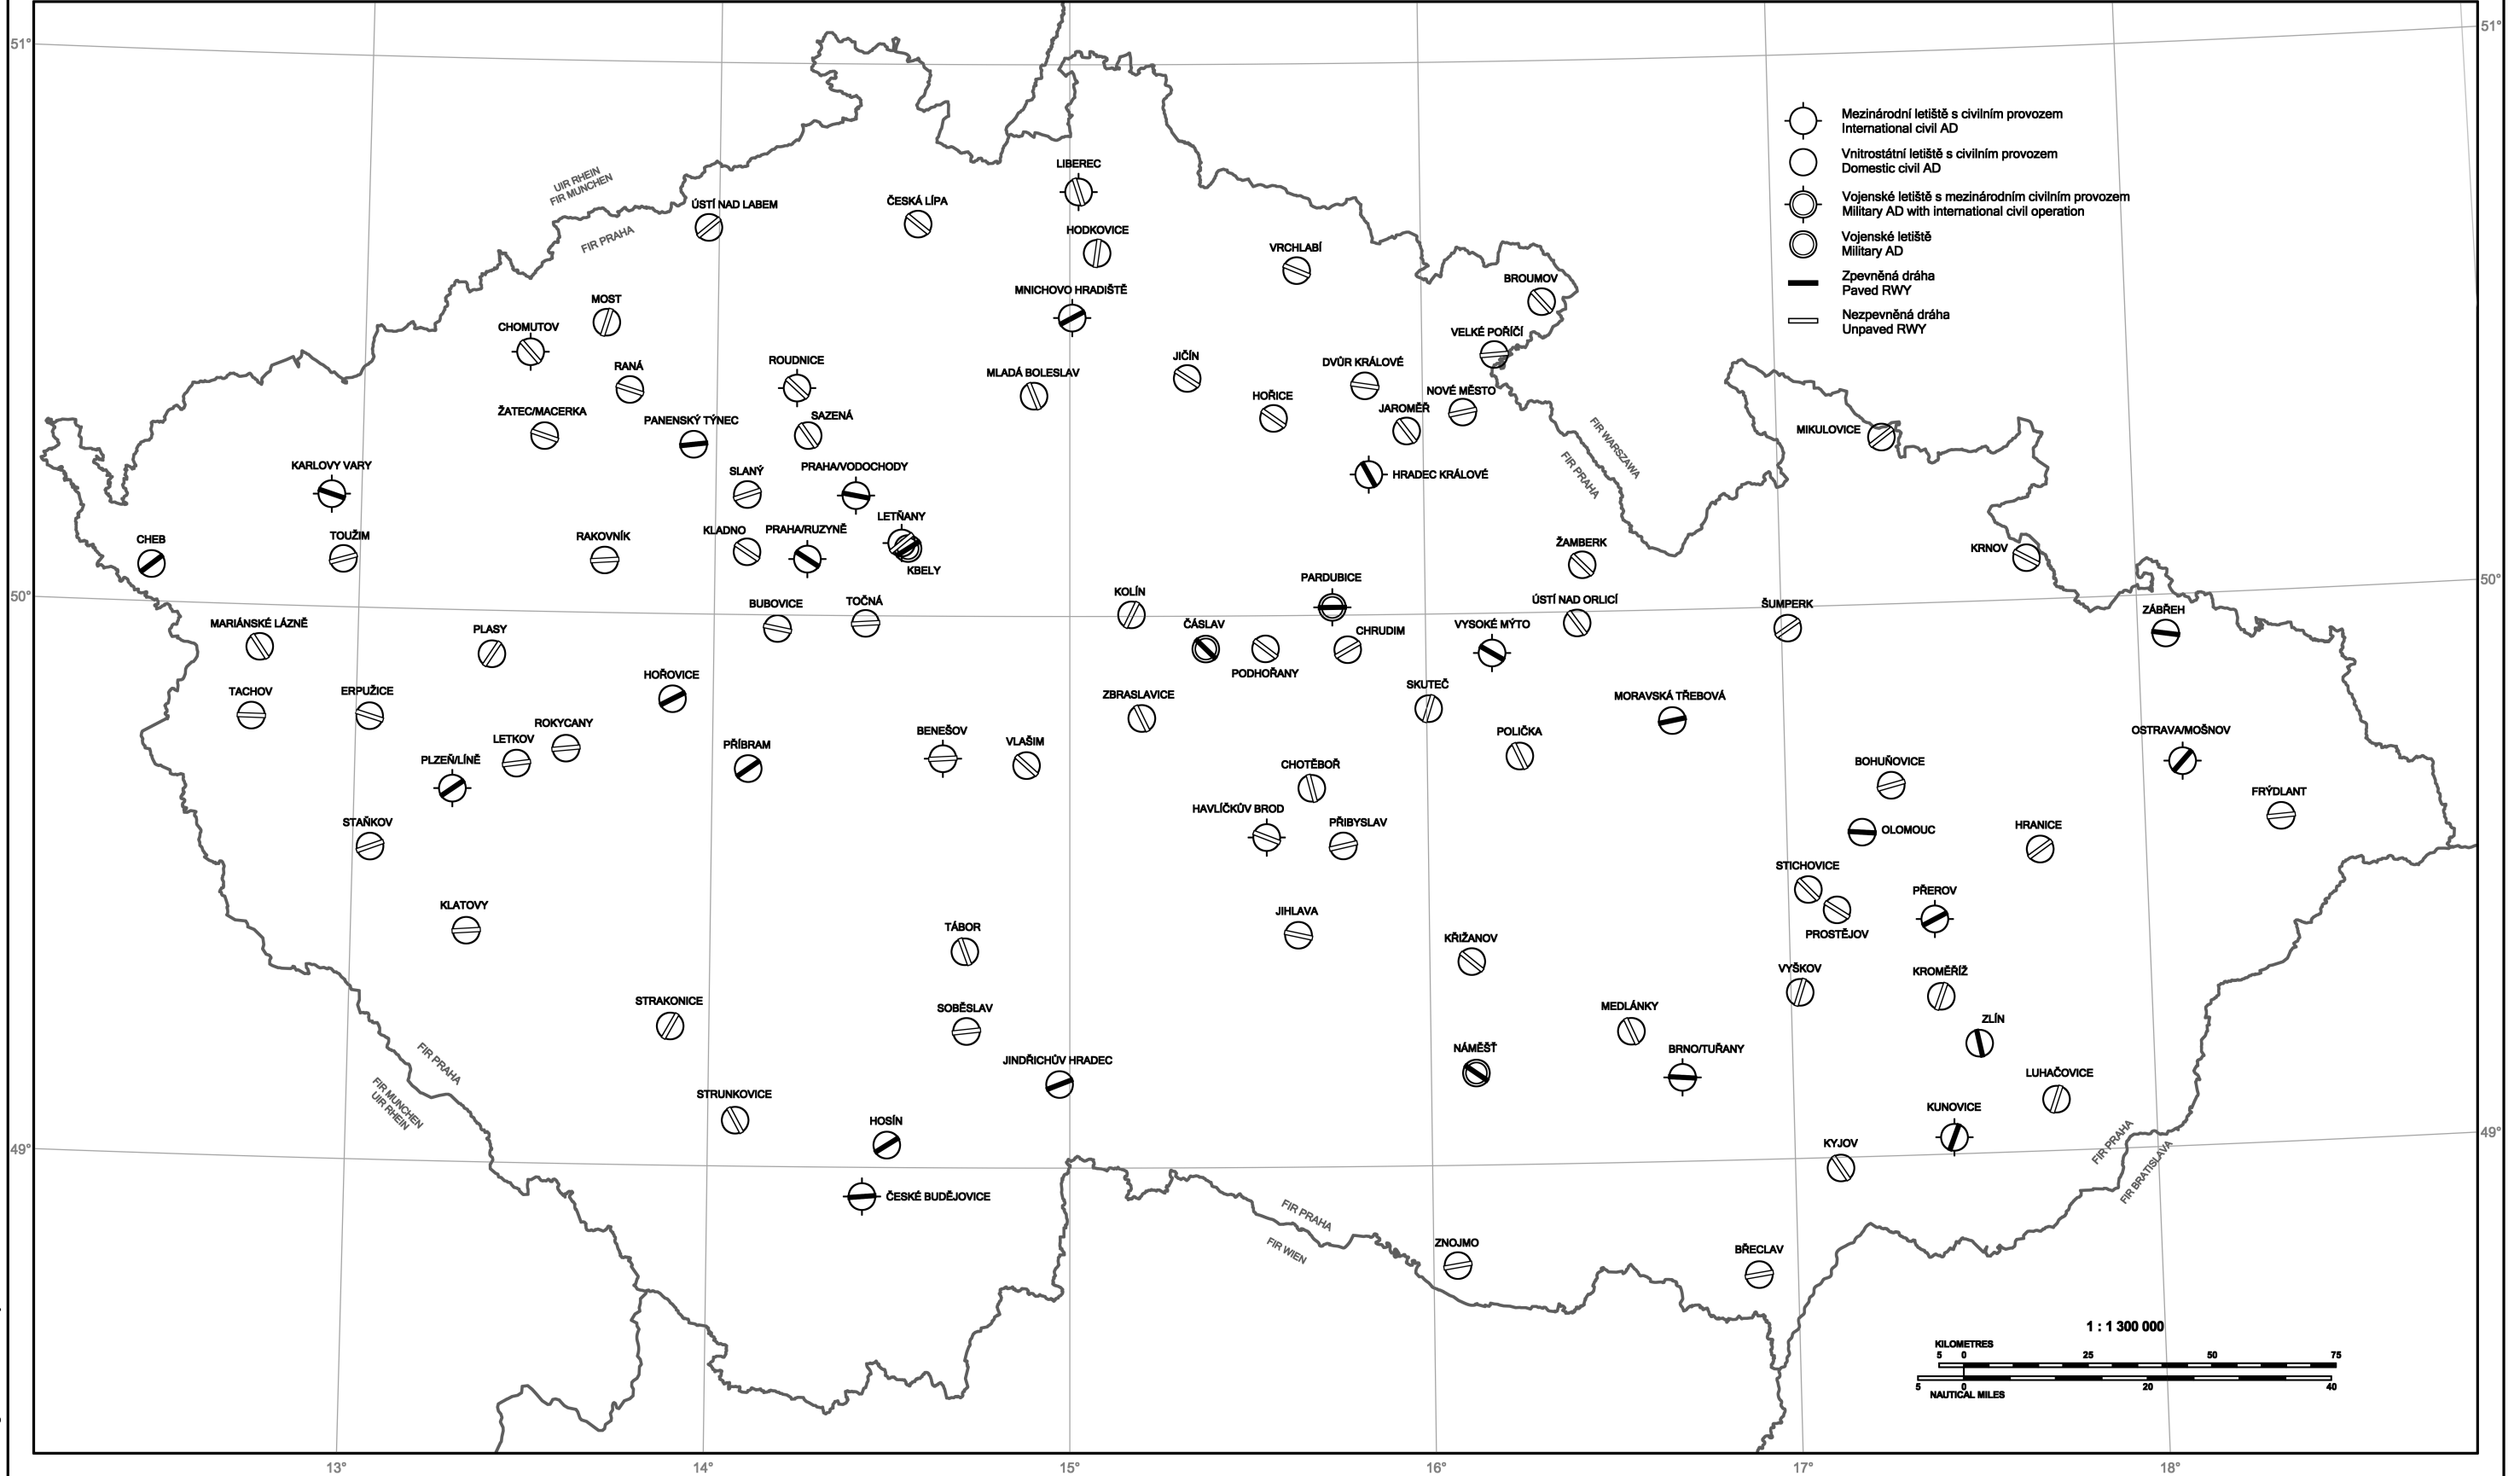 51°
51°
Mezinárodní letiště s civilním provozem
International civil AD
Vnitrostátní letiště s civilním provozem
Domestic civil AD
Vojenské letiště s mezinárodním civilním provozem
Military AD with international civil operation
Vojenské letiště
Military AD
Zpevněná dráha
Paved RWY
Nezpevněná dráha
Unpaved RWY
UIR RHEIN
FIR MUNCHEN
FIR PRAHA
LIBEREC
ÚSTÍ NAD LABEM
ČESKÁ LÍPA
HODKOVICE
VRCHLABÍ
BROUMOV
MNICHOVO HRADIŠTĚ
MOST
CHOMUTOV
VELKÉ POŘÍČÍ
RANÁ
ROUDNICE
JIČÍN
DVŮR KRÁLOVÉ
MLADÁ BOLESLAV
NOVÉ MĚSTO
HOŘICE
JAROMĚŘ
ŽATEC/MACERKA
PANENSKÝ TÝNEC
SAZENÁ
FIR WARSZAWA
FIR PRAHA
MIKULOVICE
KARLOVY VARY
SLANÝ
PRAHA/VODOCHODY
HRADEC KRÁLOVÉ
LETŇANY
CHEB
TOUŽIM
RAKOVNÍK
KLADNO
PRAHA/RUZYNĚ
KBELY
ŽAMBERK
KRNOV
PARDUBICE
50°
50°
KOLÍN
BUBOVICE
TOČNÁ
ÚSTÍ NAD ORLICÍ
ŠUMPERK
ZÁBŘEH
MARIÁNSKÉ LÁZNĚ
PLASY
ČÁSLAV
CHRUDIM
VYSOKÉ MÝTO
PODHOŘANY
HOŘOVICE
TACHOV
ERPUŽICE
ZBRASLAVICE
SKUTEČ
MORAVSKÁ TŘEBOVÁ
ROKYCANY
LETKOV
BENEŠOV
VLAŠIM
POLIČKA
OSTRAVA/MOŠNOV
PLZEŇ/LÍNĚ
PŘÍBRAM
CHOTĚBOŘ
BOHUŇOVICE
FRÝDLANT
STAŇKOV
HAVLÍČKŮV BROD
PŘIBYSLAV
OLOMOUC
HRANICE
STICHOVICE
KLATOVY
JIHLAVA
PŘEROV
TÁBOR
KŘIŽANOV
PROSTĚJOV
VYŠKOV
KROMĚŘÍŽ
STRAKONICE
SOBĚSLAV
MEDLÁNKY
ZLÍN
FIR PRAHA
FIR MUNCHEN
UIR RHEIN
JINDŘICHŮV HRADEC
NÁMĚŠŤ
BRNO/TUŘANY
LUHAČOVICE
STRUNKOVICE
KUNOVICE
HOSÍN
KYJOV
FIR PRAHA
FIR BRATISLAVA
49°
49°
ČESKÉ BUDĚJOVICE
FIR PRAHA
FIR WIEN
ZNOJMO
BŘECLAV
1 : 1 300 000
KILOMETRES
5 0 25 50 75
5 0 20 40
NAUTICAL MILES
13° 14° 15° 16° 17° 18°